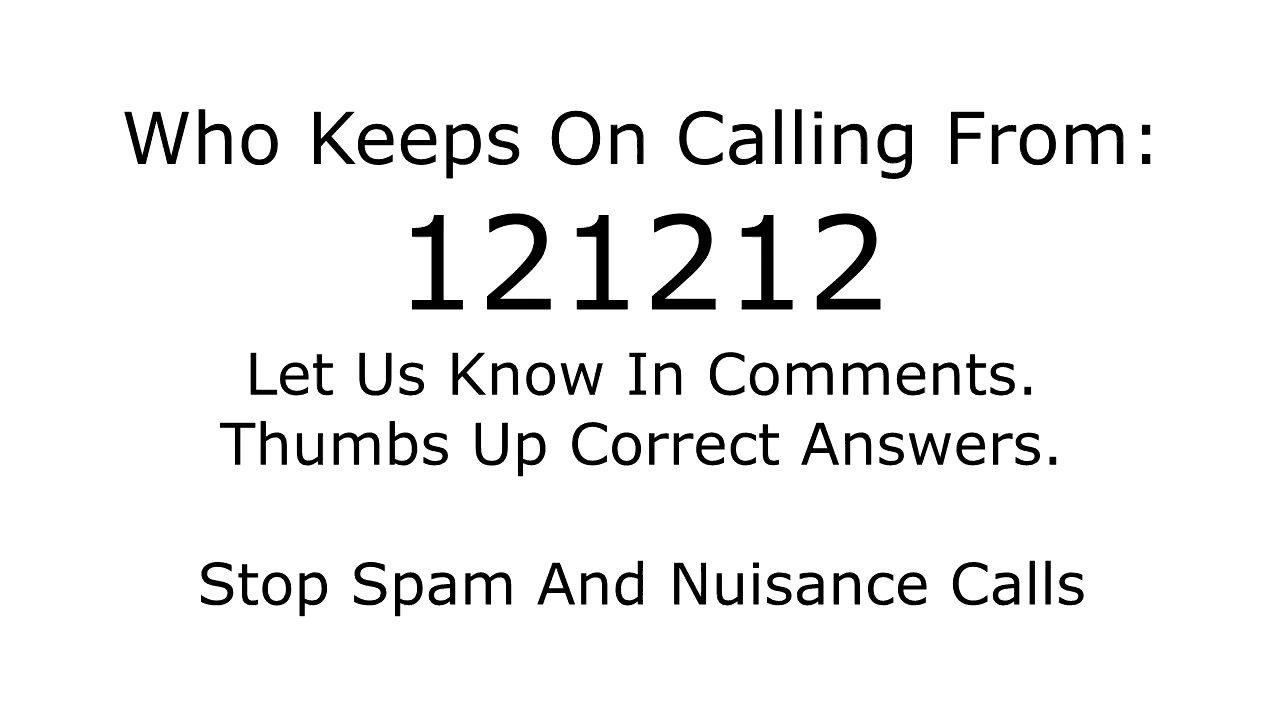 Who Keeps On Calling From:
121212
Let Us Know In Comments.
Thumbs Up Correct Answers.
Stop Spam And Nuisance Calls